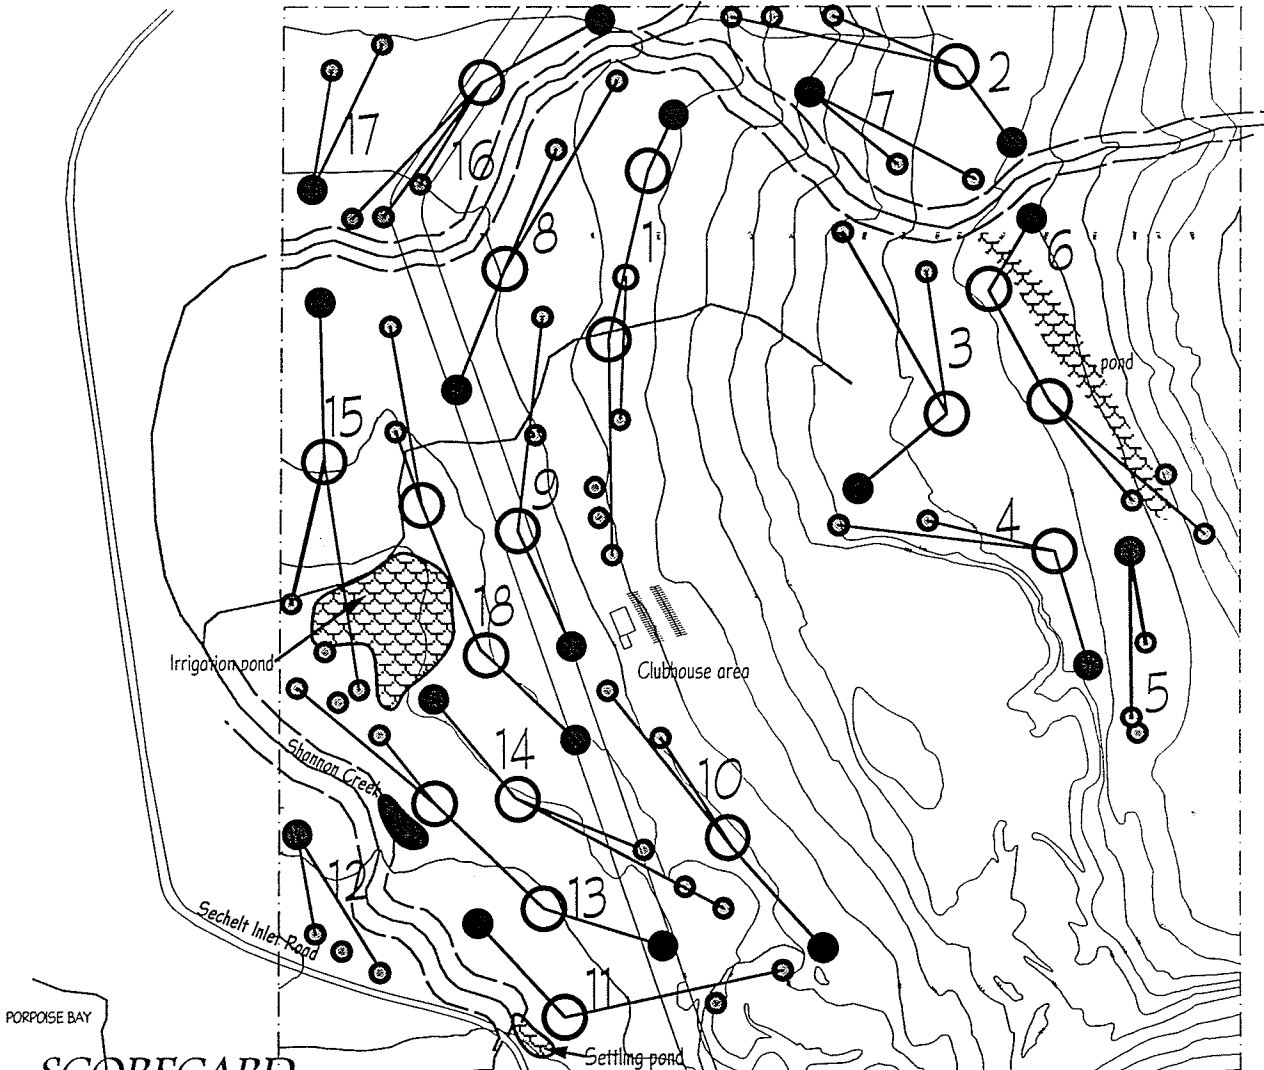 2
17
7
16
8
1
6
3
pond
15
9
4
18
Irrigation pond
Clubhouse area
5
Shannon Creek
14
10
12
13
Sechelt Inlet Road
11
PORPOISE BAY
Settling pond
SCORECARD